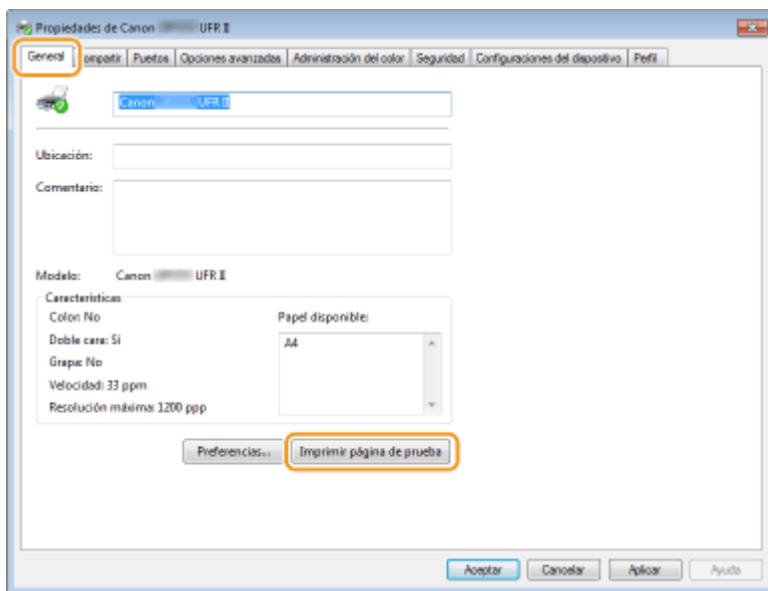 Propiedades de Canon UFR II
General Compartir Puertos Opciones avanzadas Administración del color Seguridad Configuraciones del dispositivo Perfil
Canon UFR II
Ubicación:
Comentario:
Modelo: Canon UFR II
Características
Color: No Papel disponible:
Doble cara: Sí A4
Grapa: No
Velocidad: 33 ppm
Resolución máxima: 1200 ppp
Preferencias... Imprimir página de prueba
Aceptar Cancelar Aplicar Ayuda